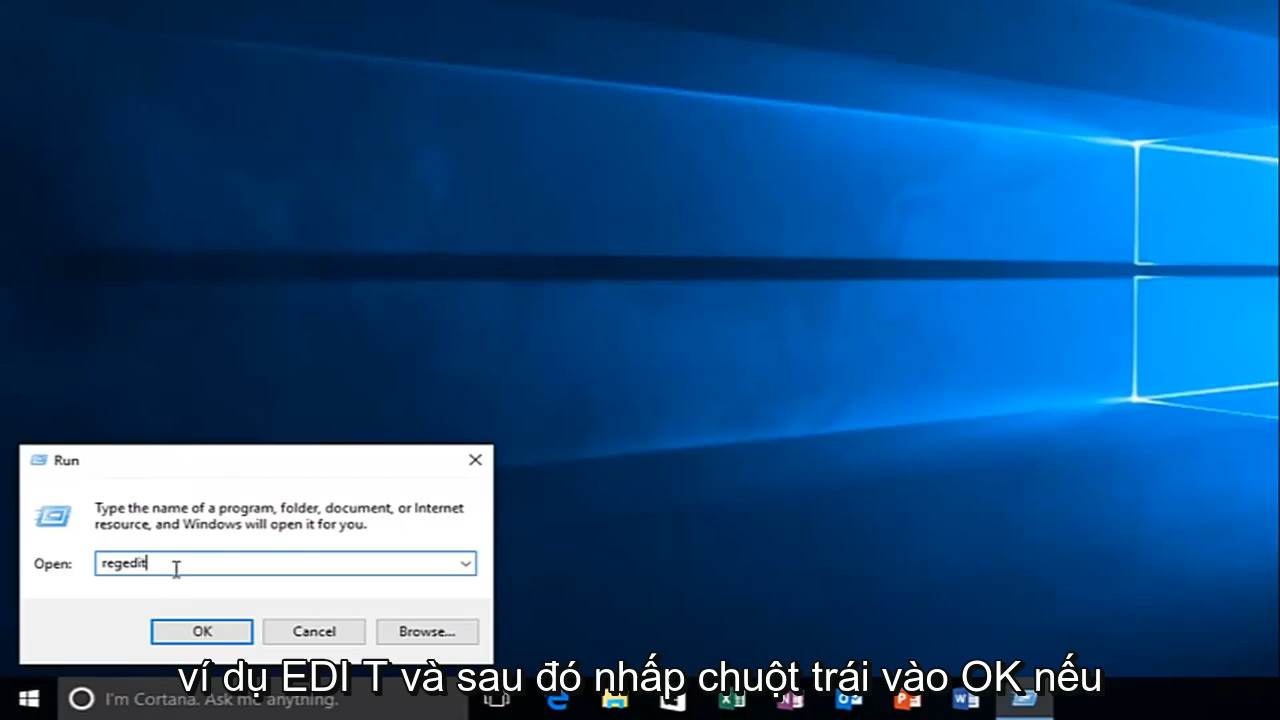 Run
Type the name of a program, folder, document, or Internet
resource, and Windows will open it for you.
Open: regedit
OK Cancel Browse...
ví dụ EDI T và sau đó nhấp chuột trái vào OK nếu
I'm Cortana. Ask me anything.